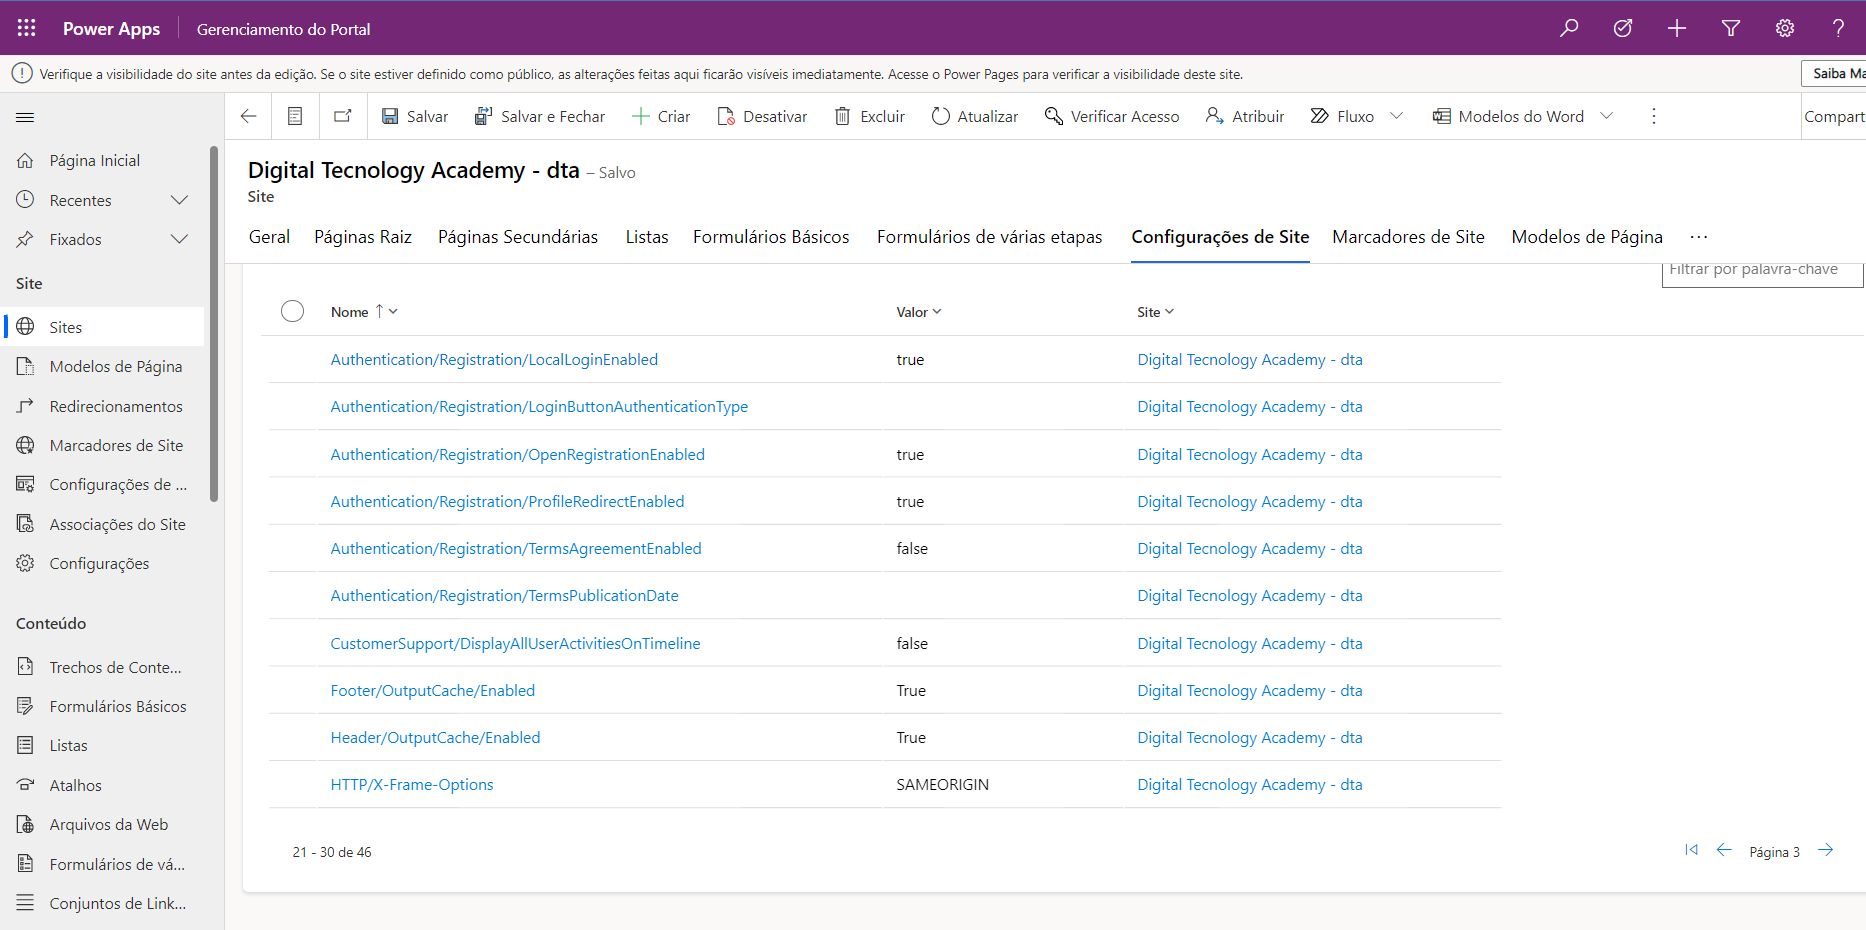 Power Apps
Gerenciamento do Portal
Verifique a visibilidade do site antes da edição. Se o site estiver definido como público, as alterações feitas aqui ficarão visíveis imediatamente. Acesse o Power Pages para verificar a visibilidade deste site.
Saiba Ma
Salvar
Salvar e Fechar
Criar
Desativar
Excluir
Atualizar
Verificar Acesso
Atribuir
Fluxo
Modelos do Word
Compart
Página Inicial
Recentes
Fixados
Site
Sites
Modelos de Página
Redirecionamentos
Marcadores de Site
Configurações de ...
Associações do Site
Configurações
Conteúdo
Trechos de Conte...
Formulários Básicos
Listas
Atalhos
Arquivos da Web
Formulários de vá...
Conjuntos de Link...
Digital Tecnology Academy - dta – Salvo
Site
Geral
Páginas Raiz
Páginas Secundárias
Listas
Formulários Básicos
Formulários de várias etapas
Configurações de Site
Marcadores de Site
Modelos de Página
...
Filtrar por palavra-chave
Nome Valor Site
Authentication/Registration/LocalLoginEnabled true Digital Tecnology Academy - dta
Authentication/Registration/LoginButtonAuthenticationType Digital Tecnology Academy - dta
Authentication/Registration/OpenRegistrationEnabled true Digital Tecnology Academy - dta
Authentication/Registration/ProfileRedirectEnabled true Digital Tecnology Academy - dta
Authentication/Registration/TermsAgreementEnabled false Digital Tecnology Academy - dta
Authentication/Registration/TermsPublicationDate Digital Tecnology Academy - dta
CustomerSupport/DisplayAllUserActivitiesOnTimeline false Digital Tecnology Academy - dta
Footer/OutputCache/Enabled True Digital Tecnology Academy - dta
Header/OutputCache/Enabled True Digital Tecnology Academy - dta
HTTP/X-Frame-Options SAMEORIGIN Digital Tecnology Academy - dta
21 - 30 de 46
Página 3